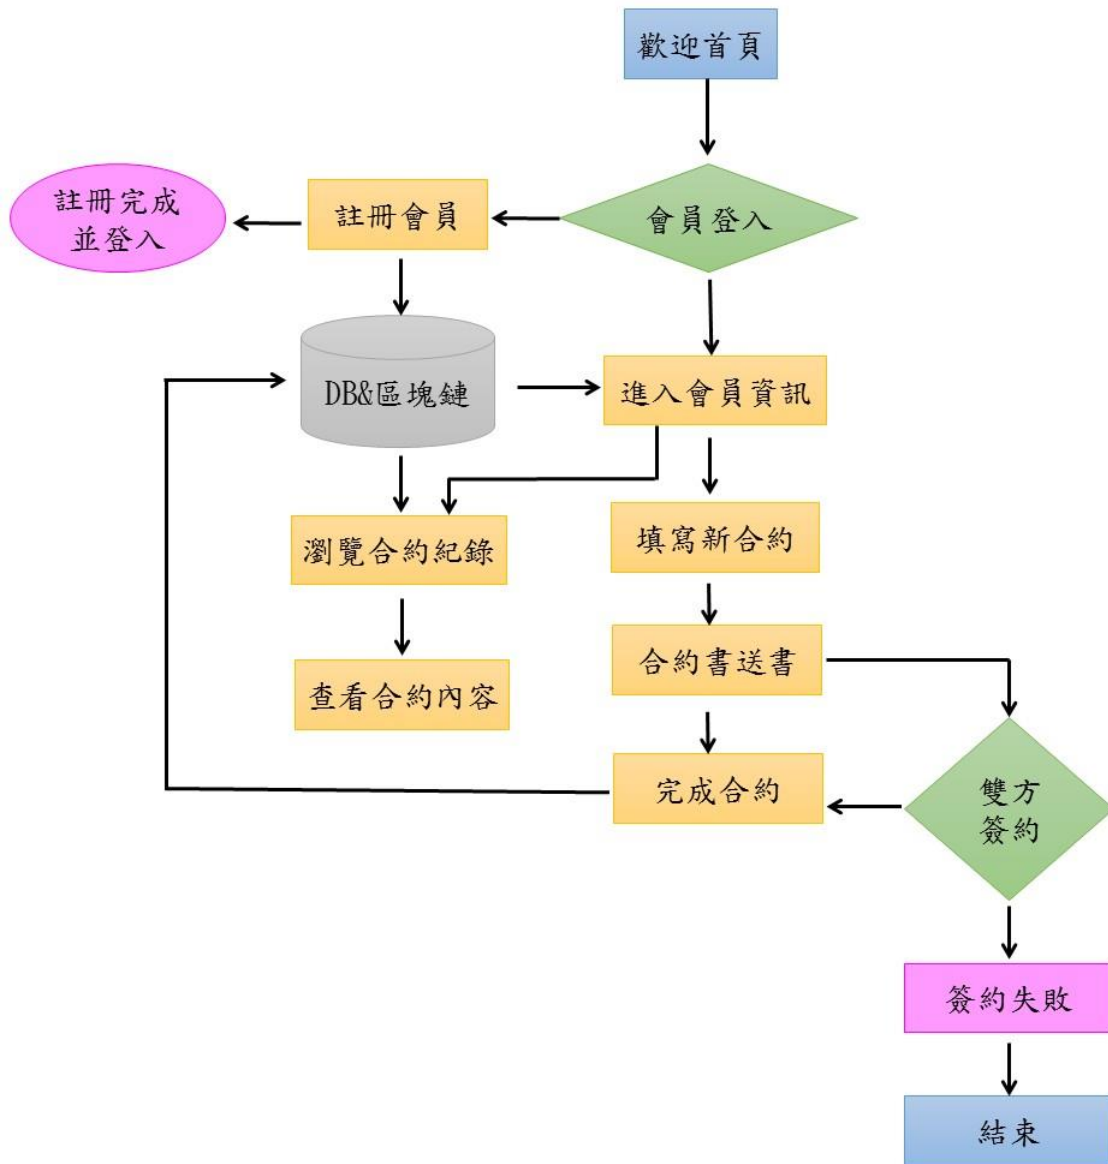 歡迎首頁
會員登入
註冊會員
註冊完成
並登入
DB&區塊鏈
進入會員資訊
瀏覽合約紀錄
填寫新合約
查看合約內容
合約書送書
完成合約
雙方
簽約
簽約失敗
結束